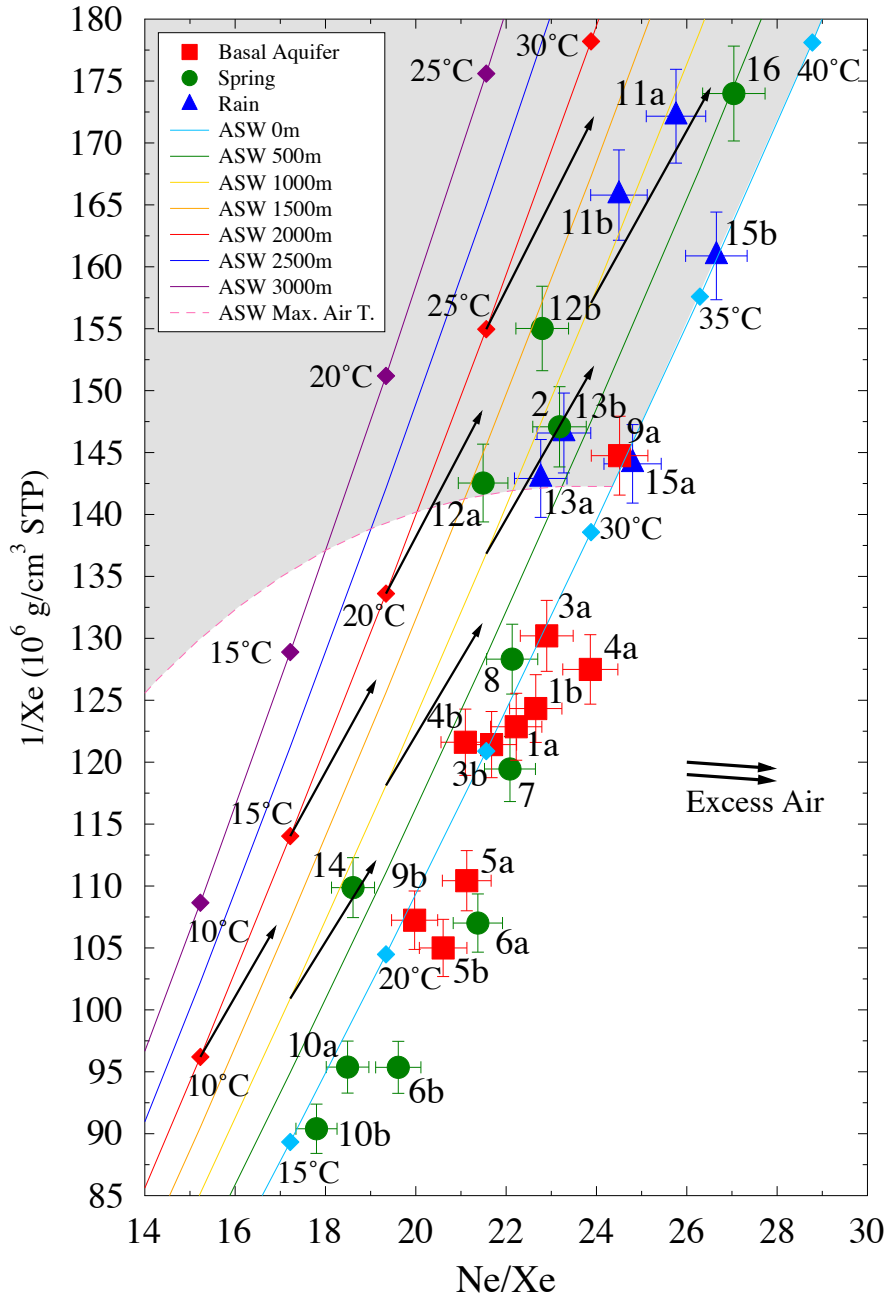 Basal Aquifer
Spring
Rain
ASW 0m
ASW 500m
ASW 1000m
ASW 1500m
ASW 2000m
ASW 2500m
ASW 3000m
ASW Max. Air T.
30°C
25°C
40°C
16
11a
11b
15b
35°C
25°C
12b
20°C
2
13b
9a
15a
13a
12a
30°C
20°C
3a
15°C
4a
8
1b
4b
1a
3b
7
Excess Air
15°C
14
9b
5a
10°C
6a
5b
20°C
10a
6b
10°C
10b
15°C
180
175
170
165
160
155
150
145
140
135
130
125
120
115
110
105
100
95
90
85
14
16
18
20
22
24
26
28
30
1/Xe (10⁶ g/cm³ STP)
Ne/Xe